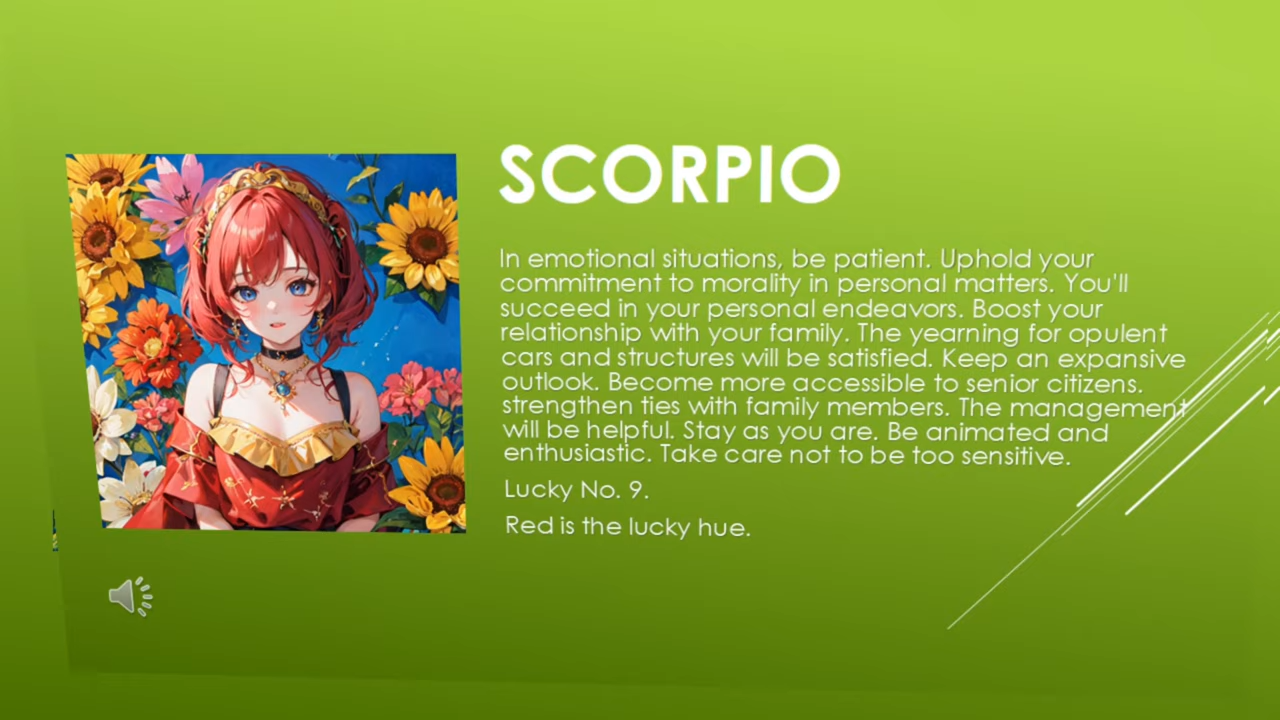 SCORPIO
In emotional situations, be patient. Uphold your
commitment to morality in personal matters. You'll
succeed in your personal endeavors. Boost your
relationship with your family. The yearning for opulent
cars and structures will be satisfied. Keep an expansive
outlook. Become more accessible to senior citizens.
strengthen ties with family members. The management
will be helpful. Stay as you are. Be animated and
enthusiastic. Take care not to be too sensitive.
Lucky No. 9.
Red is the lucky hue.